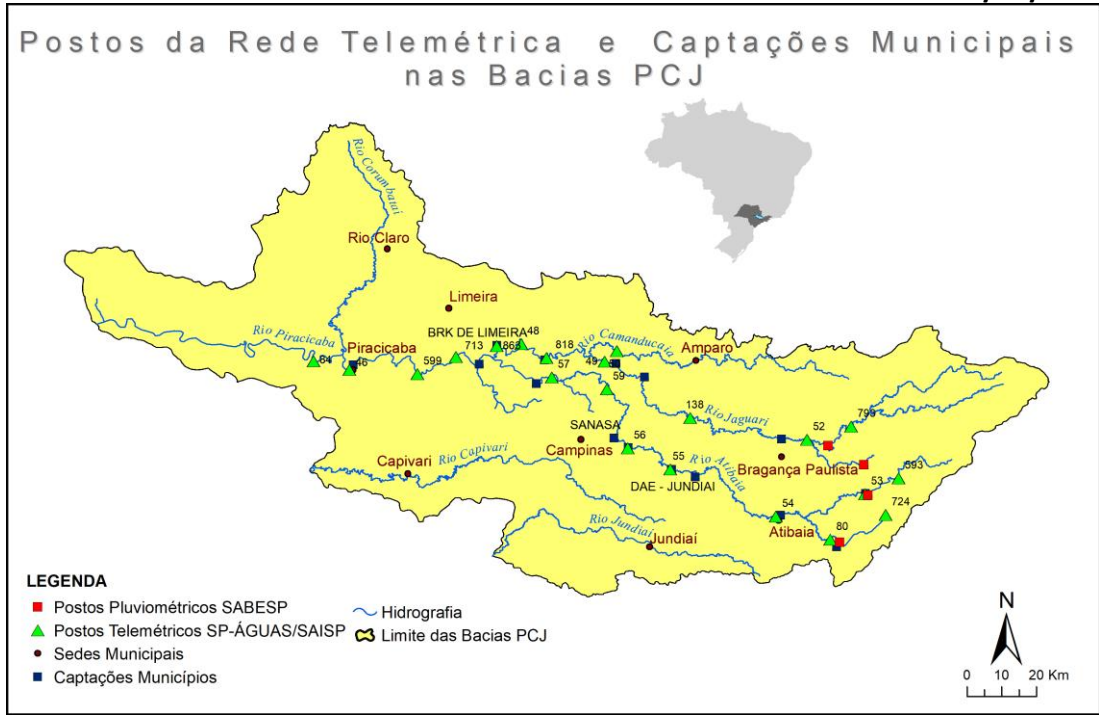 Postos da Rede Telemétrica e Captações Municipais
nas Bacias PCJ
Rio Corumbataí
Rio Claro
Limeira
BRK DE LIMEIRA
48
713
818
Rio Camanducaia
Rio Piracicaba
Piracicaba
Amparo
64
46
599
57
59
138
Rio Jaguari
793
52
SANASA
Campinas
56
Rio Capivari
Capivari
55
Rio Atibaia
Bragança Paulista
593
53
DAE - JUNDIAI
724
54
Rio Jundiaí
Atibaia
80
Jundiaí
LEGENDA
Postos Pluviométricos SABESP
Hidrografia
Postos Telemétricos SP-ÁGUAS/SAISP
Limite das Bacias PCJ
Sedes Municipais
Captações Municípios
N
0 10 20 Km